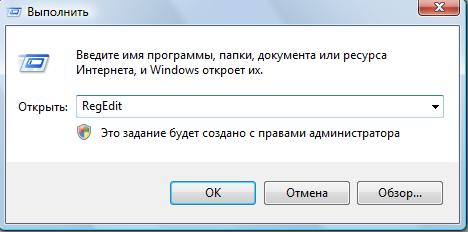 Выполнить
Введите имя программы, папки, документа или ресурса
Интернета, и Windows откроет их.
Открыть: RegEdit
Это задание будет создано с правами администратора
ОК Отмена Обзор...